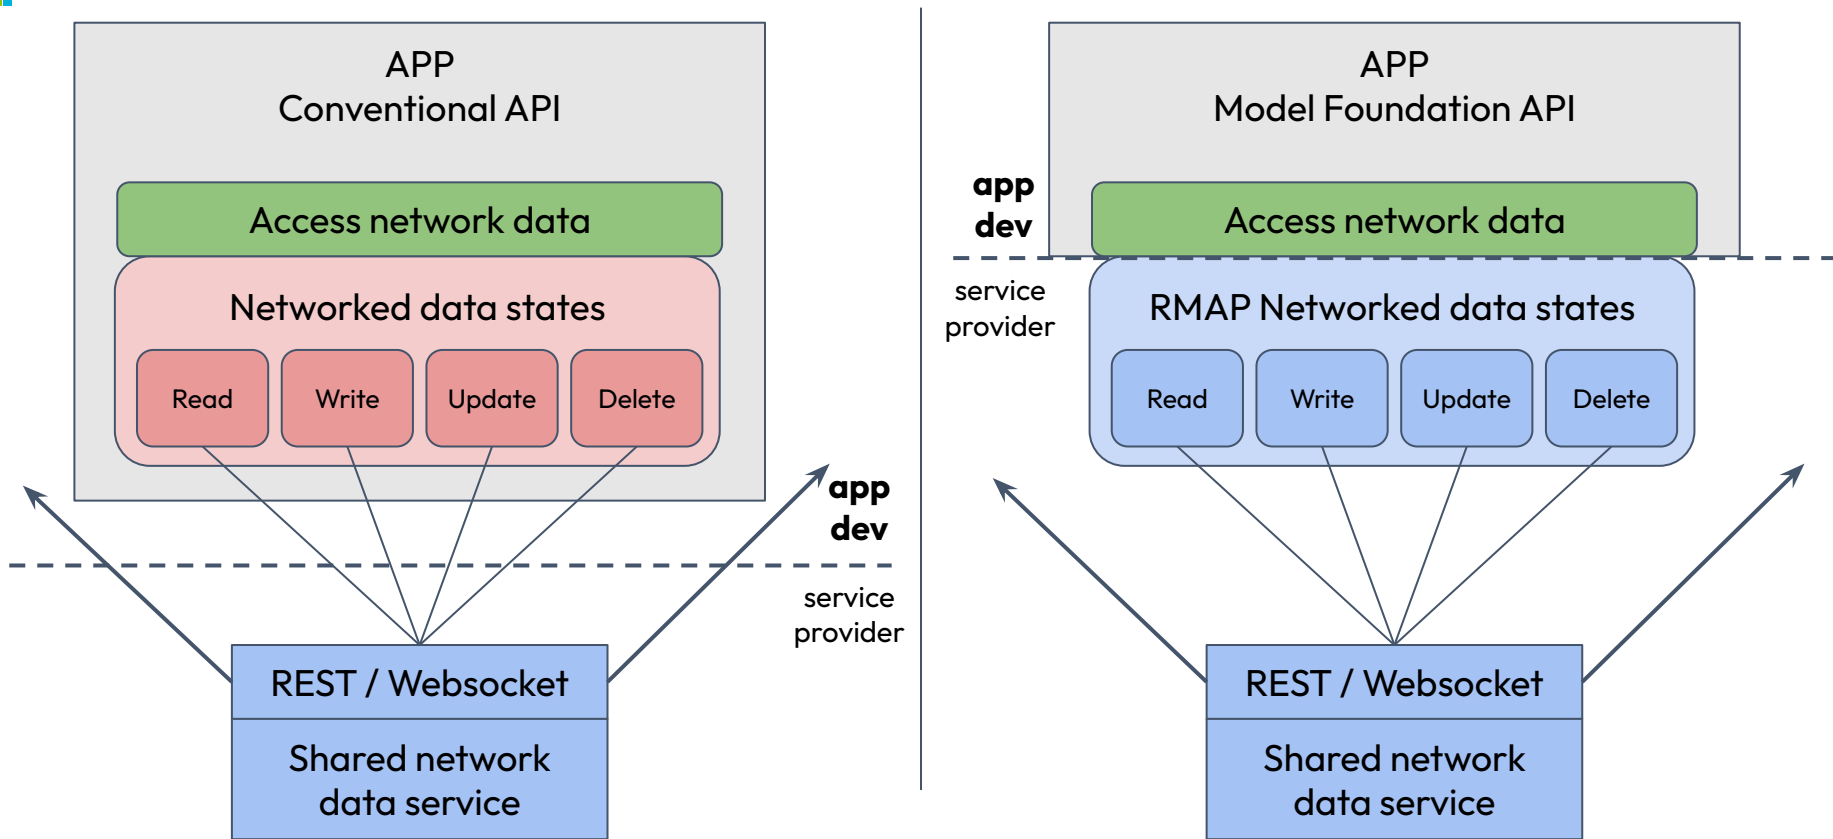 APP
Conventional API
Access network data
Networked data states
Read
Write
Update
Delete
app
dev
service
provider
REST / Websocket
Shared network
data service
APP
Model Foundation API
app
dev
Access network data
service
provider
RMAP Networked data states
Read
Write
Update
Delete
REST / Websocket
Shared network
data service